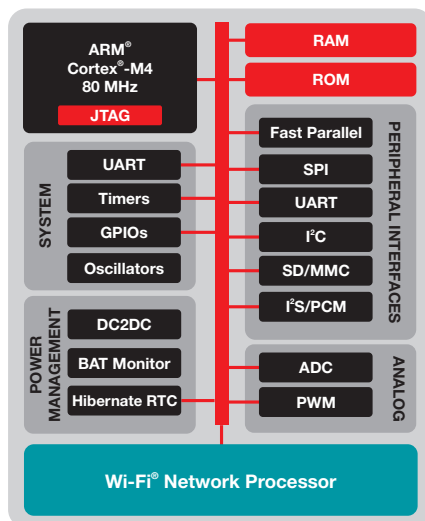 ARM®
Cortex®-M4
80 MHz
JTAG
RAM
ROM
SYSTEM
UART
Timers
GPIOs
Oscillators
PERIPHERAL INTERFACES
Fast Parallel
SPI
UART
I²C
SD/MMC
I²S/PCM
POWER
MANAGEMENT
DC2DC
BAT Monitor
Hibernate RTC
ANALOG
ADC
PWM
Wi-Fi® Network Processor